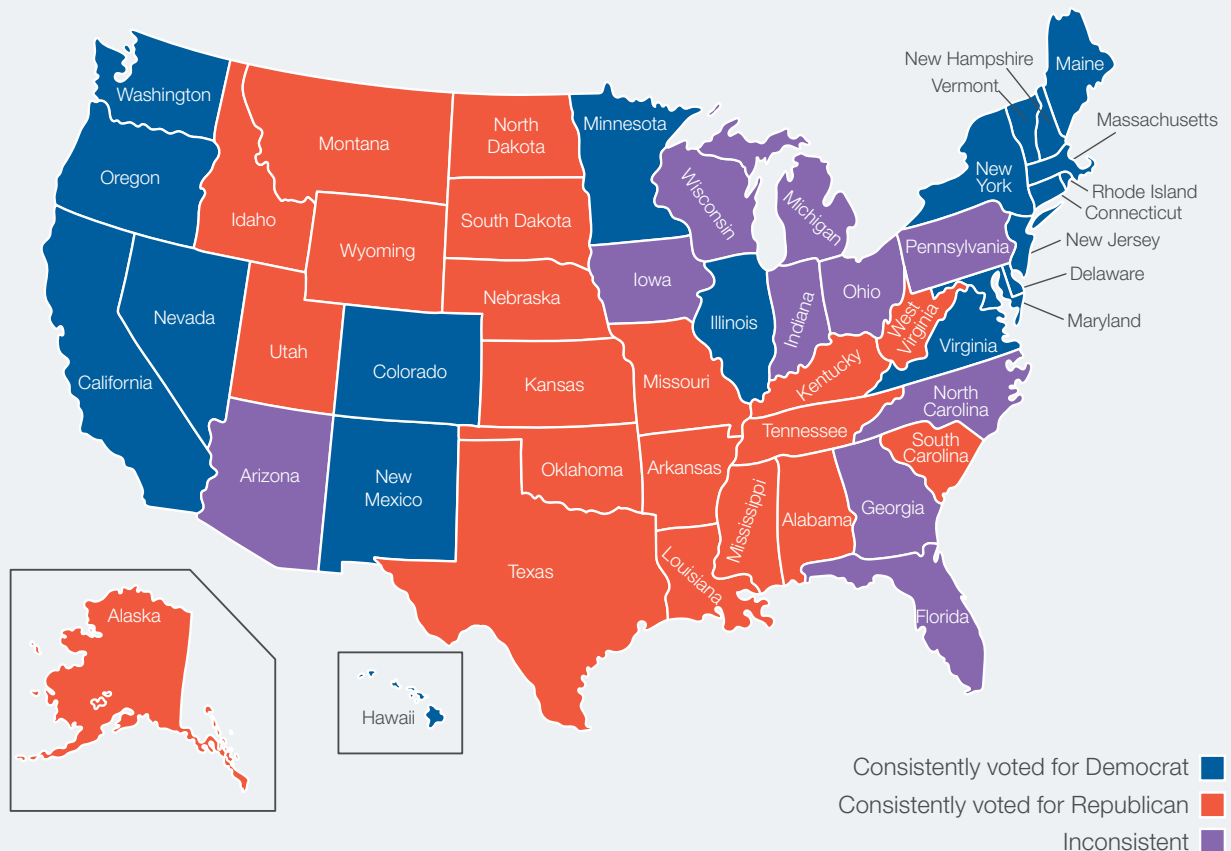 New Hampshire
Maine
Vermont
Washington
Minnesota
Massachusetts
North
Dakota
Montana
New
York
Oregon
Rhode Island
Wisconsin
Michigan
Connecticut
Idaho
South Dakota
Wyoming
New Jersey
Pennsylvania
Delaware
Iowa
Nebraska
Ohio
Nevada
Illinois
Indiana
West
Virginia
Maryland
Utah
Virginia
Colorado
California
Kansas
Missouri
Kentucky
North
Carolina
Tennessee
South
Carolina
Arizona
New
Mexico
Oklahoma
Arkansas
Mississippi
Alabama
Georgia
Texas
Louisiana
Alaska
Florida
Hawaii
Consistently voted for Democrat
Consistently voted for Republican
Inconsistent